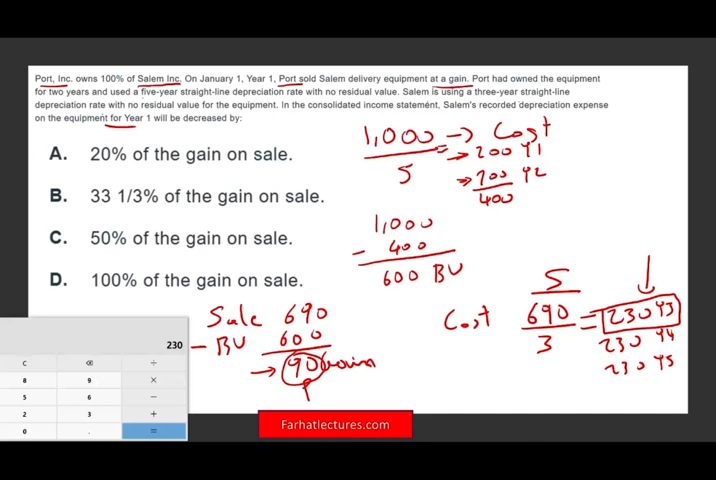 Port, Inc. owns 100% of Salem Inc. On January 1, Year 1, Port sold Salem delivery equipment at a gain. Port had owned the equipment
for two years and used a five-year straight-line depreciation rate with no residual value. Salem is using a three-year straight-line
depreciation rate with no residual value for the equipment. In the consolidated income statement, Salem's recorded depreciation expense
on the equipment for Year 1 will be decreased by:
A. 20% of the gain on sale.
B. 33 1/3% of the gain on sale.
C. 50% of the gain on sale.
D. 100% of the gain on sale.
1,000 → Cost
5
= → 200 Y1
→ 200 Y2
400
1,000
- 400
600 BV
Sale 690
- BV 600
→ 90 Gain
P
S
Cost 690 = 230 Y3
3
230 Y4
230 Y5
230
C ÷
8 9 ×
5 6 −
2 3 +
0 . =
Farhatlectures.com